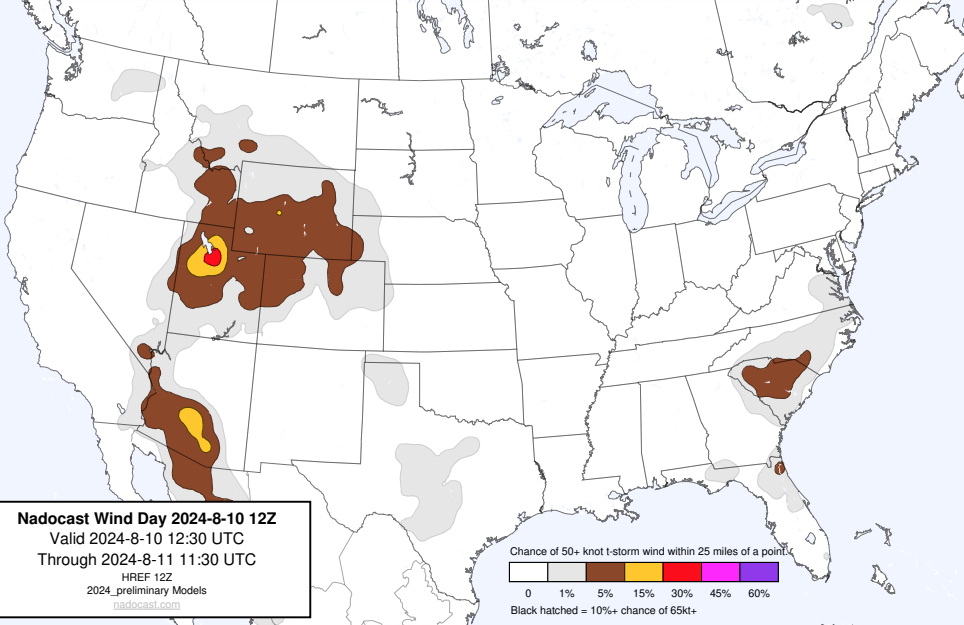 Nadocast Wind Day 2024-8-10 12Z
Valid 2024-8-10 12:30 UTC
Through 2024-8-11 11:30 UTC
HREF 12Z
2024_preliminary Models
nadocast.com
Chance of 50+ knot t-storm wind within 25 miles of a point.
0 1% 5% 15% 30% 45% 60%
Black hatched = 10%+ chance of 65kt+